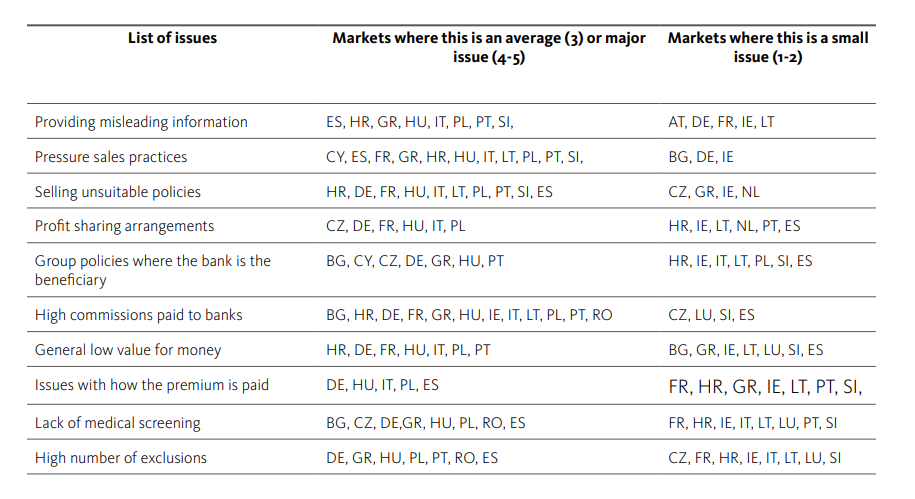 List of issues Markets where this is an average (3) or major issue (4-5) Markets where this is a small issue (1-2)
Providing misleading information ES, HR, GR, HU, IT, PL, PT, SI, AT, DE, FR, IE, LT
Pressure sales practices CY, ES, FR, GR, HR, HU, IT, LT, PL, PT, SI, BG, DE, IE
Selling unsuitable policies HR, DE, FR, HU, IT, LT, PL, PT, SI, ES CZ, GR, IE, NL
Profit sharing arrangements CZ, DE, FR, HU, IT, PL HR, IE, LT, NL, PT, ES
Group policies where the bank is the beneficiary BG, CY, CZ, DE, GR, HU, PT HR, IE, IT, LT, PL, SI, ES
High commissions paid to banks BG, HR, DE, FR, GR, HU, IE, IT, LT, PL, PT, RO CZ, LU, SI, ES
General low value for money HR, DE, FR, HU, IT, PL, PT BG, GR, IE, LT, LU, SI, ES
Issues with how the premium is paid DE, HU, IT, PL, ES FR, HR, GR, IE, LT, PT, SI,
Lack of medical screening BG, CZ, DE,GR, HU, PL, RO, ES FR, HR, IE, IT, LT, LU, PT, SI
High number of exclusions DE, GR, HU, PL, PT, RO, ES CZ, FR, HR, IE, IT, LT, LU, SI